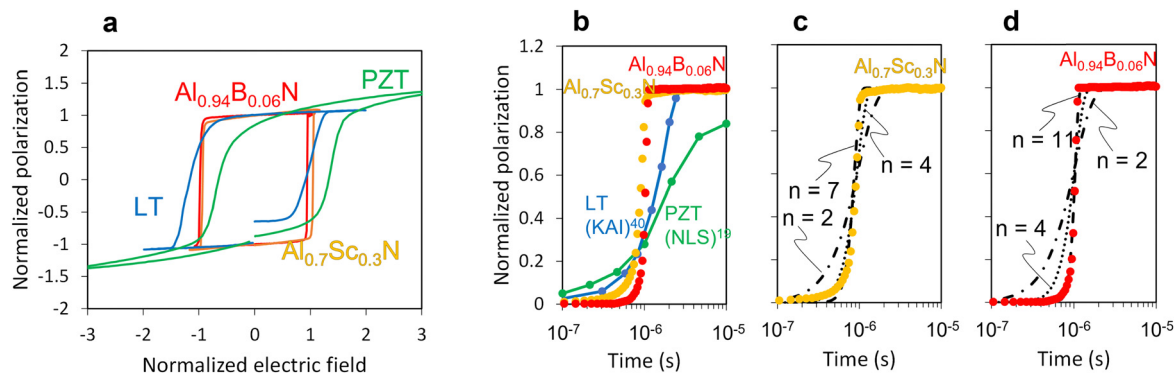 a
Normalized polarization
2
1.5
1
0.5
0
-0.5
-1
-1.5
-2
-3
-2
-1
0
1
2
3
Normalized electric field
PZT
Al0.94B0.06N
LT
Al0.7Sc0.3N
b
Normalized polarization
1.2
1
0.8
0.6
0.4
0.2
0
10-7
10-6
10-5
Time (s)
Al0.94B0.06N
Al0.7Sc0.3N
LT
(KAI)40
PZT
(NLS)19
c
Al0.7Sc0.3N
n = 4
n = 7
n = 2
10-7
10-6
10-5
Time (s)
d
Al0.94B0.06N
n = 11
n = 2
n = 4
10-7
10-6
10-5
Time (s)